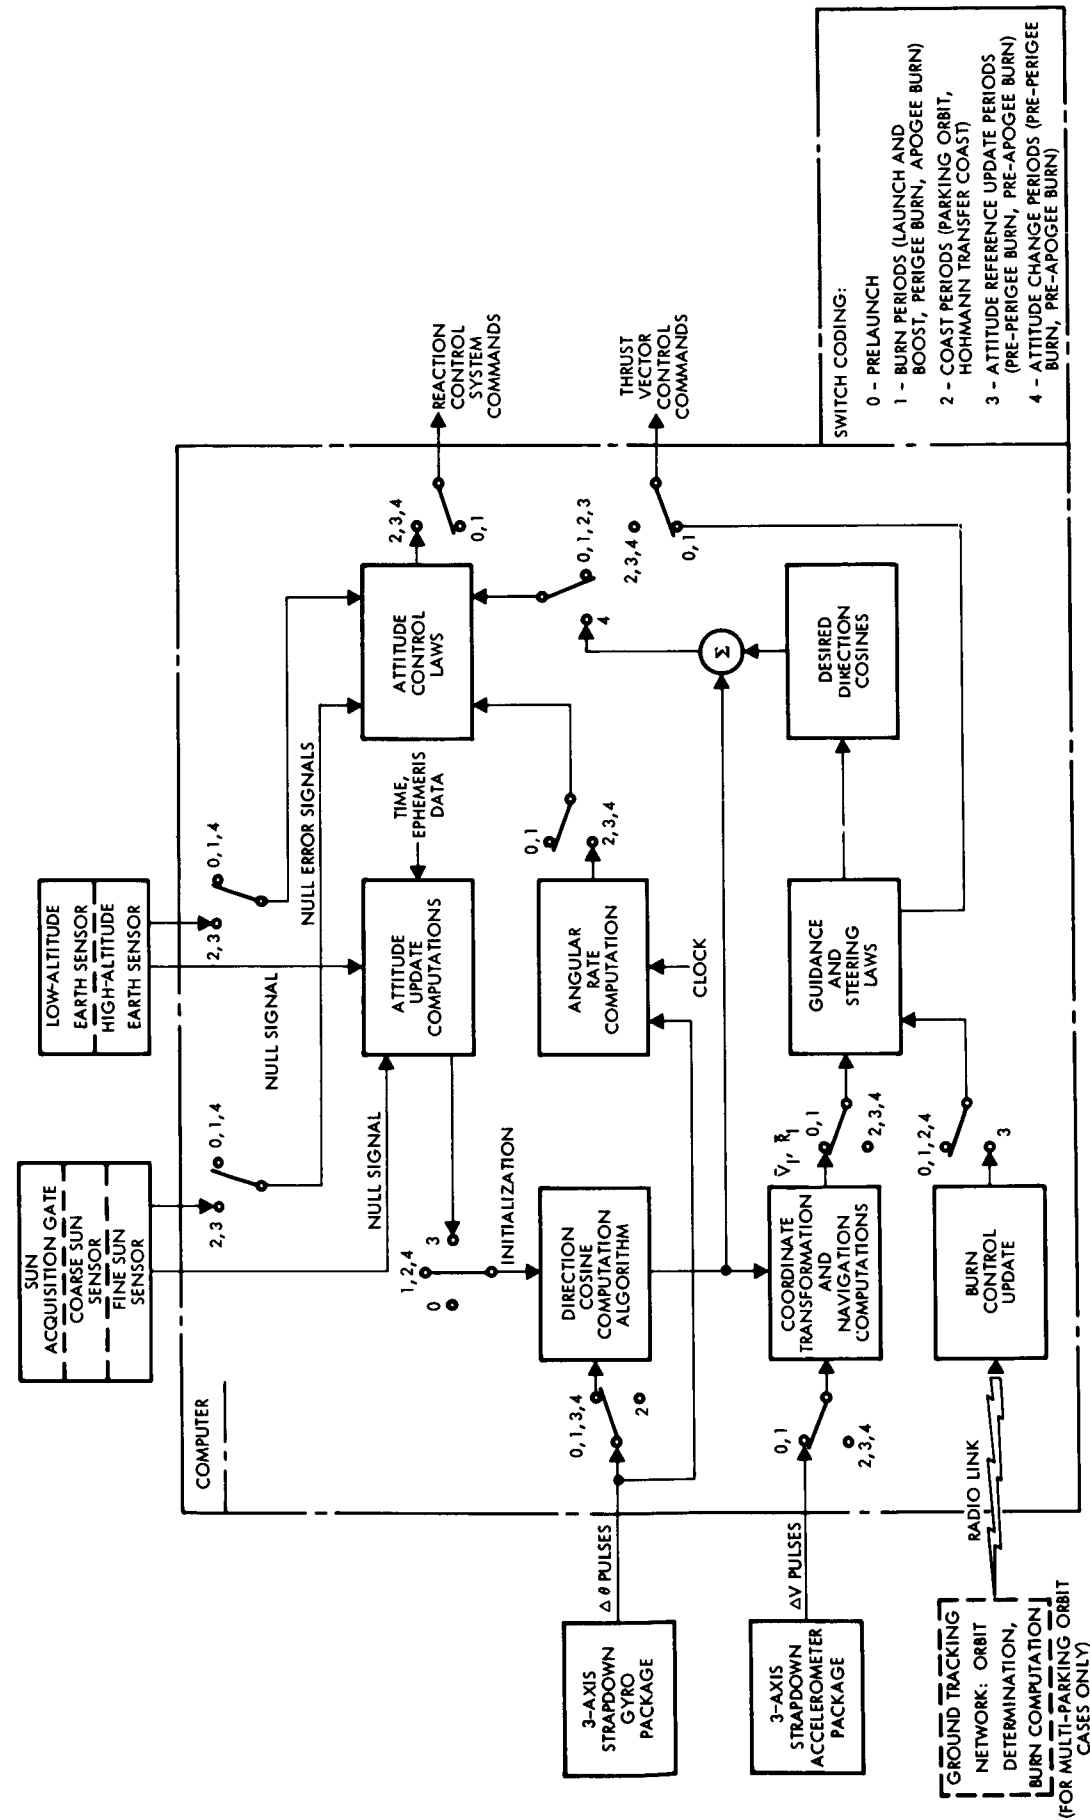 SUN
ACQUISITION GATE
COARSE SUN
SENSOR
FINE SUN
SENSOR
LOW-ALTITUDE
EARTH SENSOR
HIGH-ALTITUDE
EARTH SENSOR
COMPUTER
2,3
0,1,4
NULL SIGNAL
2,3
0,1,4
NULL ERROR SIGNALS
NULL SIGNAL
ATTITUDE
UPDATE
COMPUTATIONS
TIME,
EPHEMERIS
DATA
ATTITUDE
CONTROL
LAWS
2,3,4
0,1
REACTION
CONTROL
SYSTEM
COMMANDS
1,2,4
0
3
INITIALIZATION
3-AXIS
STRAPDOWN
GYRO
PACKAGE
Δ θ PULSES
0,1,3,4
2
DIRECTION
COSINE
COMPUTATION
ALGORITHM
ANGULAR
RATE
COMPUTATION
CLOCK
0,1
2,3,4
4
0,1,2,3
Σ
2,3,4
0,1
THRUST
VECTOR
CONTROL
COMMANDS
3-AXIS
STRAPDOWN
ACCELEROMETER
PACKAGE
ΔV PULSES
0,1
2,3,4
COORDINATE
TRANSFORMATION
AND
NAVIGATION
COMPUTATIONS
V̄I, R̄I
0,1
2,3,4
GUIDANCE
AND
STEERING
LAWS
DESIRED
DIRECTION
COSINES
GROUND TRACKING
NETWORK: ORBIT
DETERMINATION,
BURN COMPUTATION
(FOR MULTI-PARKING ORBIT
CASES ONLY)
RADIO LINK
BURN
CONTROL
UPDATE
0,1,2,4
3
SWITCH CODING:
0 - PRELAUNCH
1 - BURN PERIODS (LAUNCH AND
BOOST, PERIGEE BURN, APOGEE BURN)
2 - COAST PERIODS (PARKING ORBIT,
HOHMANN TRANSFER COAST)
3 - ATTITUDE REFERENCE UPDATE PERIODS
(PRE-PERIGEE BURN, PRE-APOGEE BURN)
4 - ATTITUDE CHANGE PERIODS (PRE-PERIGEE
BURN, PRE-APOGEE BURN)